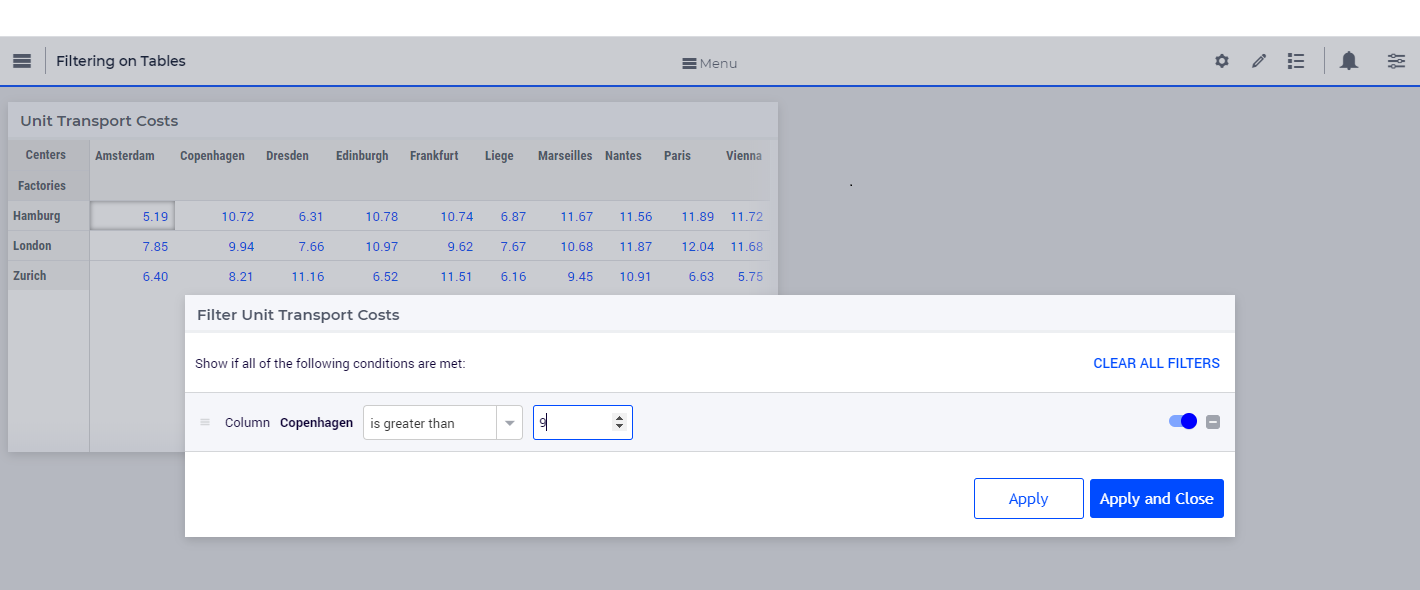 Filtering on Tables Menu
Unit Transport Costs
Centers Amsterdam Copenhagen Dresden Edinburgh Frankfurt Liege Marseilles Nantes Paris Vienna
Factories
Hamburg 5.19 10.72 6.31 10.78 10.74 6.87 11.67 11.56 11.89 11.72
London 7.85 9.94 7.66 10.97 9.62 7.67 10.68 11.87 12.04 11.68
Zurich 6.40 8.21 11.16 6.52 11.51 6.16 9.45 10.91 6.63 5.75
Filter Unit Transport Costs
Show if all of the following conditions are met: CLEAR ALL FILTERS
Column Copenhagen is greater than 9
Apply Apply and Close